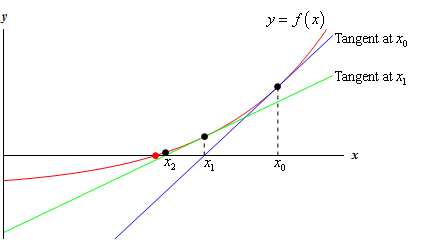 y
y = f(x)
Tangent at x₀
Tangent at x₁
x₂
x₁
x₀
x